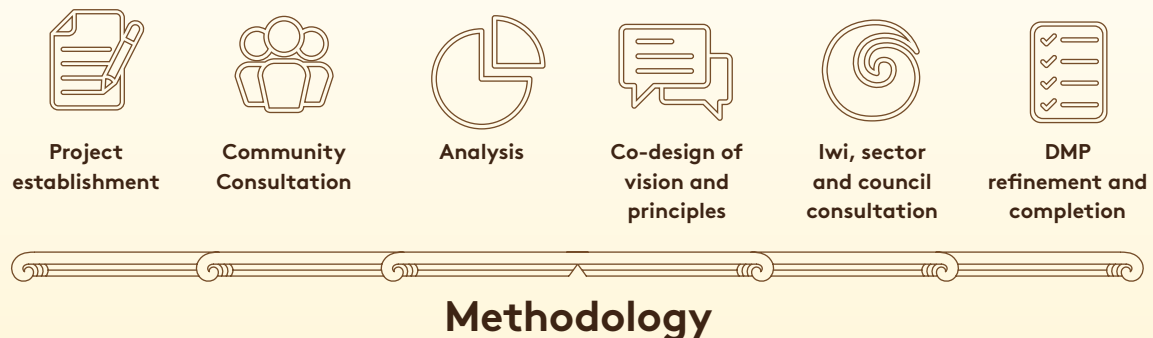 Project
establishment
Community
Consultation
Analysis
Co-design of
vision and
principles
Iwi, sector
and council
consultation
DMP
refinement and
completion
Methodology